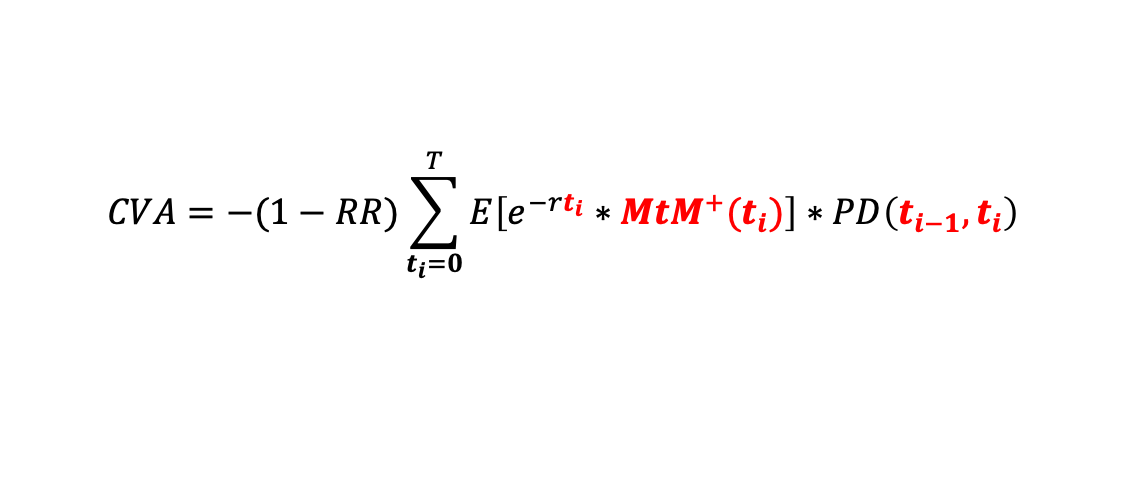 CVA = −(1 − RR) ∑_{t_i=0}^{T} E[e^{−rt_i} * MtM⁺(t_i)] * PD(t_{i−1}, t_i)